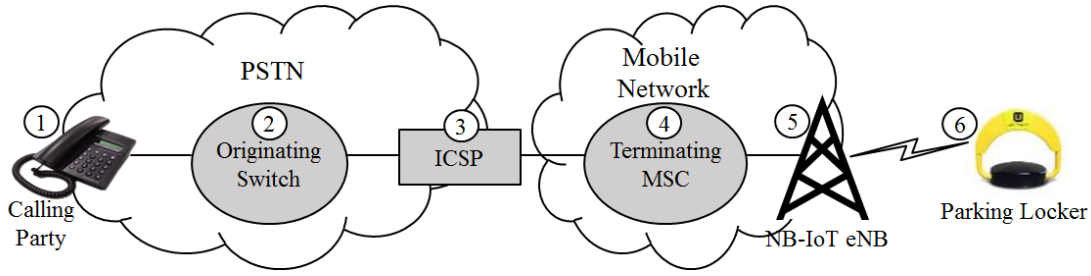 PSTN
Mobile
Network
1
2
3
4
5
6
Originating
Switch
ICSP
Terminating
MSC
Calling
Party
NB-IoT eNB
Parking Locker